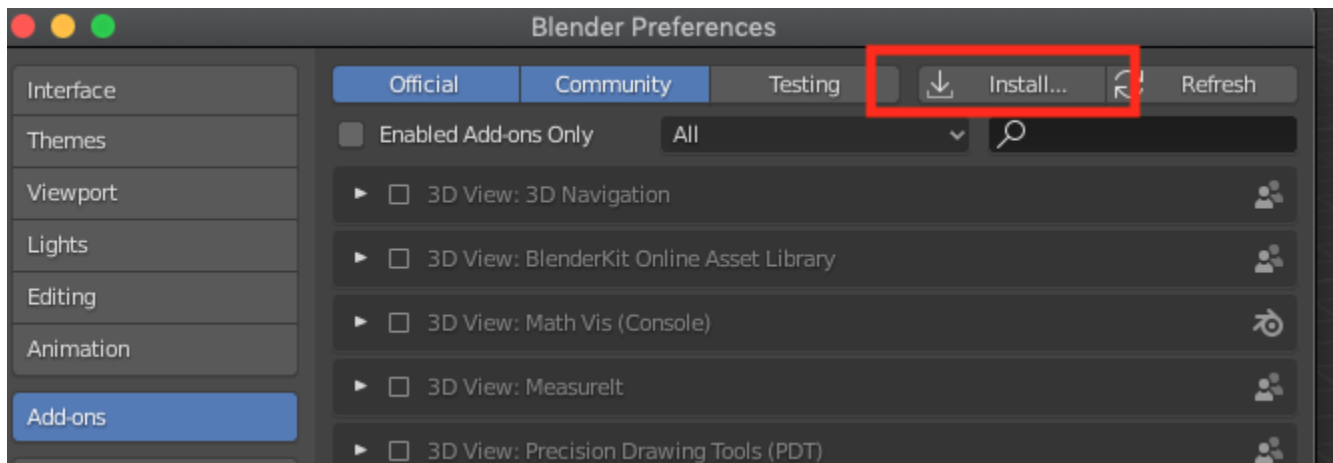 Blender Preferences
Interface
Themes
Viewport
Lights
Editing
Animation
Add-ons
Official Community Testing Install... Refresh
Enabled Add-ons Only All
3D View: 3D Navigation
3D View: BlenderKit Online Asset Library
3D View: Math Vis (Console)
3D View: MeasureIt
3D View: Precision Drawing Tools (PDT)